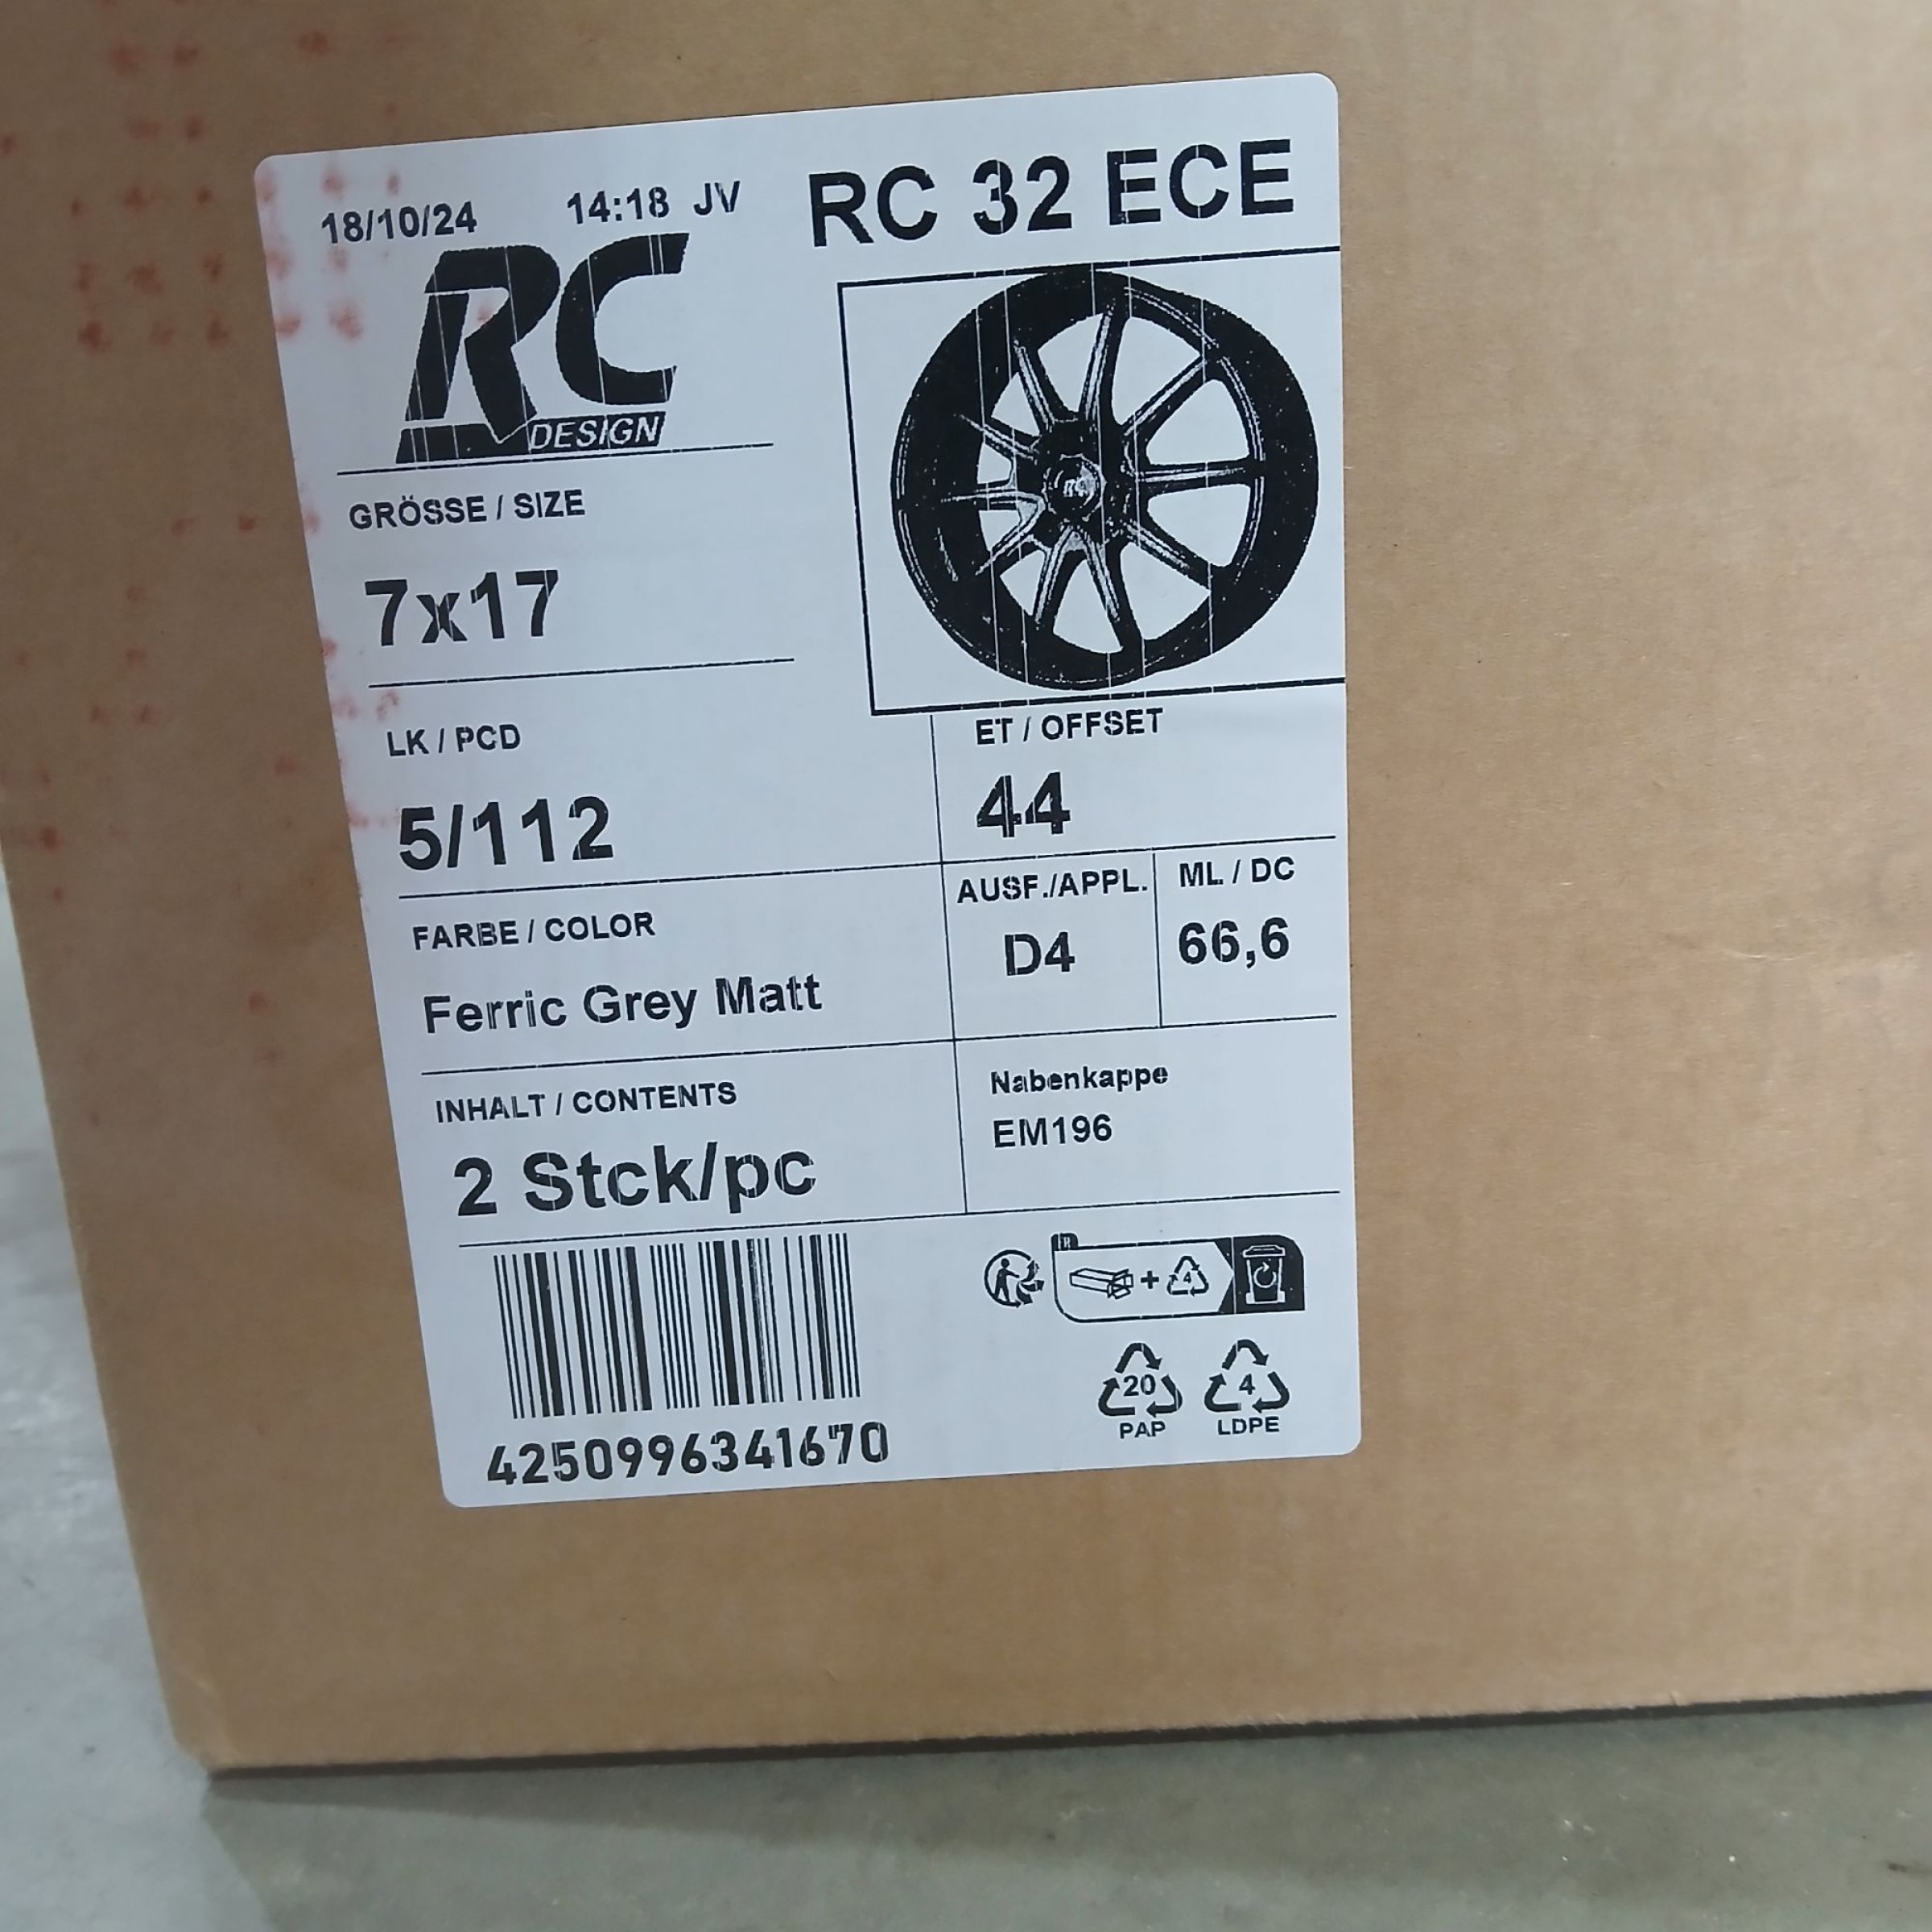 18/10/24 14:18 JV
RC 32 ECE
RC
DESIGN
GRÖSSE / SIZE
7x17
LK / PCD
5/112
ET / OFFSET
44
FARBE / COLOR
Ferric Grey Matt
AUSF./APPL.
D4
ML / DC
66,6
INHALT / CONTENTS
2 Stck/pc
Nabenkappe
EM196
4250996341670
FR
+ 4
20
PAP
4
LDPE